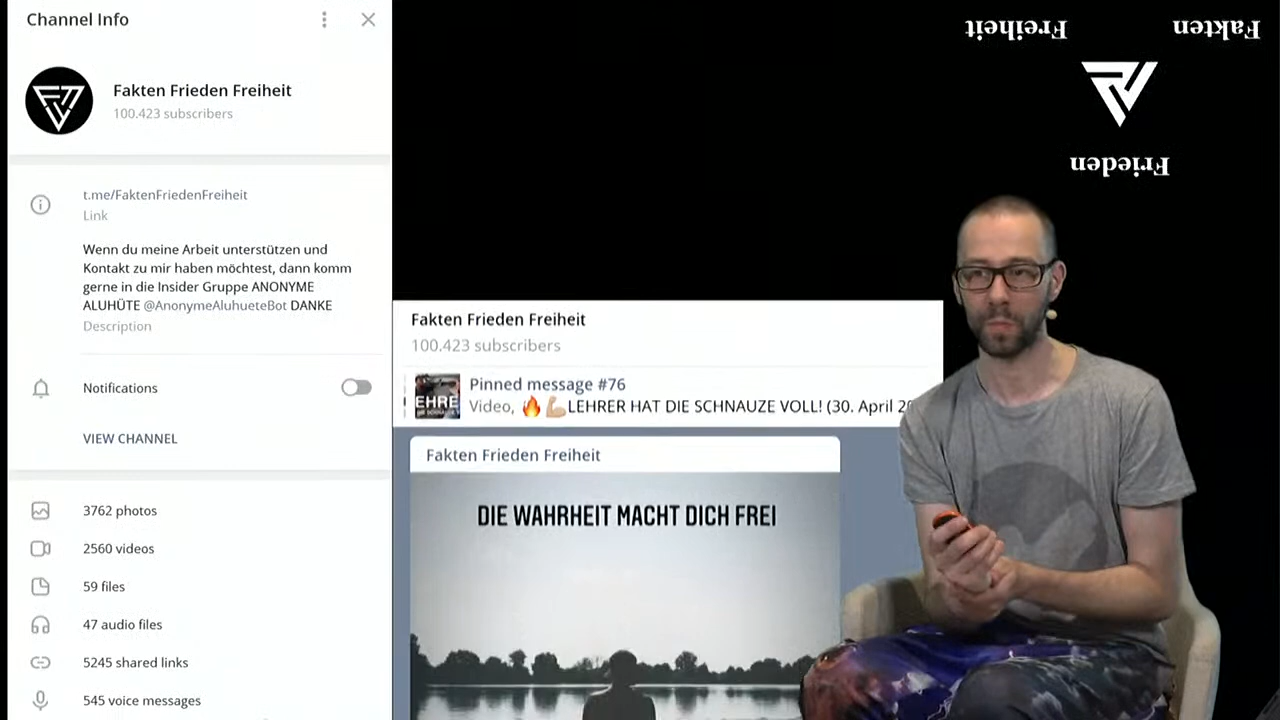 Channel Info
Fakten Frieden Freiheit
100.423 subscribers
t.me/FaktenFriedenFreiheit
Link
Wenn du meine Arbeit unterstützen und
Kontakt zu mir haben möchtest, dann komm
gerne in die Insider Gruppe ANONYME
ALUHÜTE @AnonymeAluhueteBot DANKE
Description
Notifications
VIEW CHANNEL
3762 photos
2560 videos
59 files
47 audio files
5245 shared links
545 voice messages
Freiheit
Fakten
Frieden
Fakten Frieden Freiheit
100.423 subscribers
Pinned message #76
EHRE
Video, 🔥💪LEHRER HAT DIE SCHNAUZE VOLL! (30. April 20
Fakten Frieden Freiheit
DIE WAHRHEIT MACHT DICH FREI